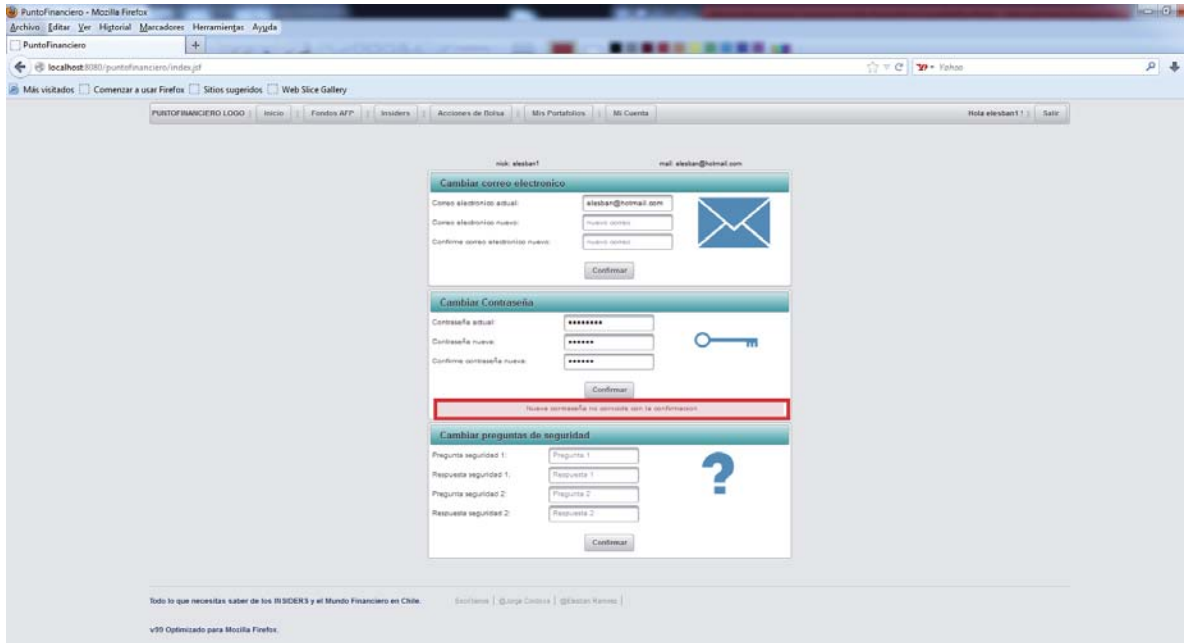 PuntoFinanciero - Mozilla Firefox
Archivo Editar Ver Historial Marcadores Herramientas Ayuda
PuntoFinanciero +
localhost:8080/puntofinanciero/index.jsf Yahoo
Más visitados Comenzar a usar Firefox Sitios sugeridos Web Slice Gallery
PUNTOFINANCIERO LOGO | Inicio | Fondos AFP | Insiders | Acciones de Bolsa | Mis Portafolios | Mi Cuenta Hola elesban1 ! | Salir
nick: elesban1 mail: elesban@hotmail.com
Cambiar correo electronico
Correo electronico actual: elesban@hotmail.com
Correo electronico nuevo: nuevo correo
Confirme correo electronico nuevo: nuevo correo
Confirmar
Cambiar Contraseña
Contraseña actual: ••••••••
Contraseña nueva: ••••••
Confirme contraseña nueva: ••••••
Confirmar
Nueva contraseña no coincide con la confirmacion
Cambiar preguntas de seguridad
Pregunta seguridad 1: Pregunta 1
Respuesta seguridad 1: Respuesta 1
Pregunta seguridad 2: Pregunta 2
Respuesta seguridad 2: Respuesta 2
Confirmar
Todo lo que necesitas saber de los INSIDERS y el Mundo Financiero en Chile. Escribenos | @Jorge Cordova | @Elesban Ramirez |
v99 Optimizado para Mozilla Firefox.